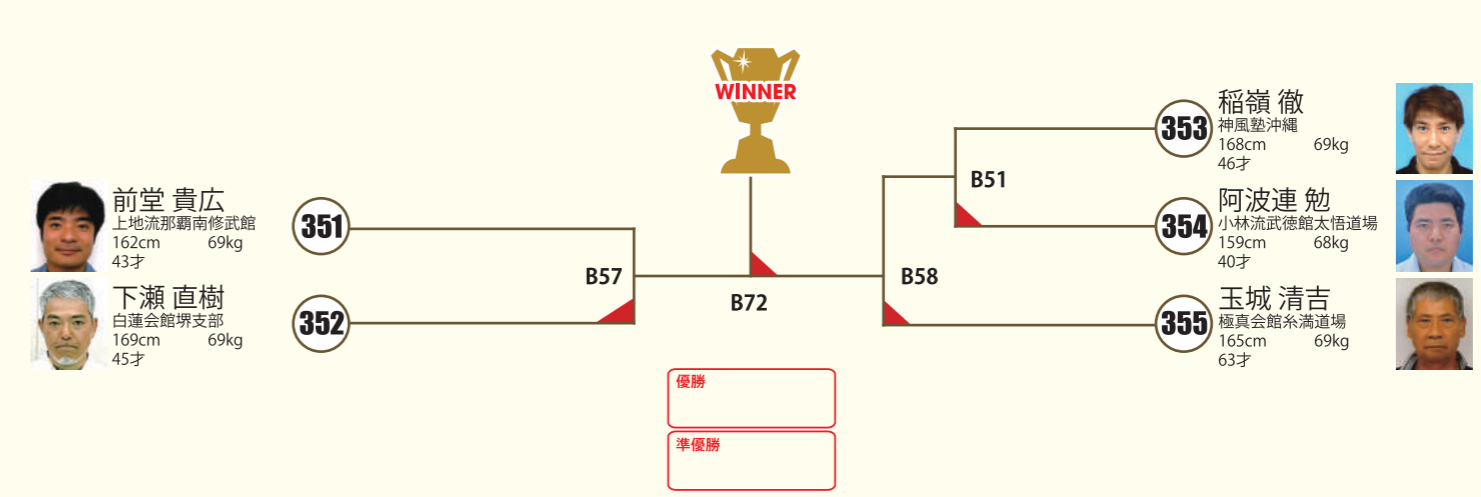 WINNER
前堂 貴広
上地流那覇南修武館
162cm 69kg
43才
351
下瀬 直樹
白蓮会館堺支部
169cm 69kg
45才
352
B57
B72
B51
B58
353
稲嶺 徹
神風塾沖縄
168cm 69kg
46才
354
阿波連 勉
小林流武徳館太悟道場
159cm 68kg
40才
355
玉城 清吉
極真会館糸満道場
165cm 69kg
63才
優勝
準優勝